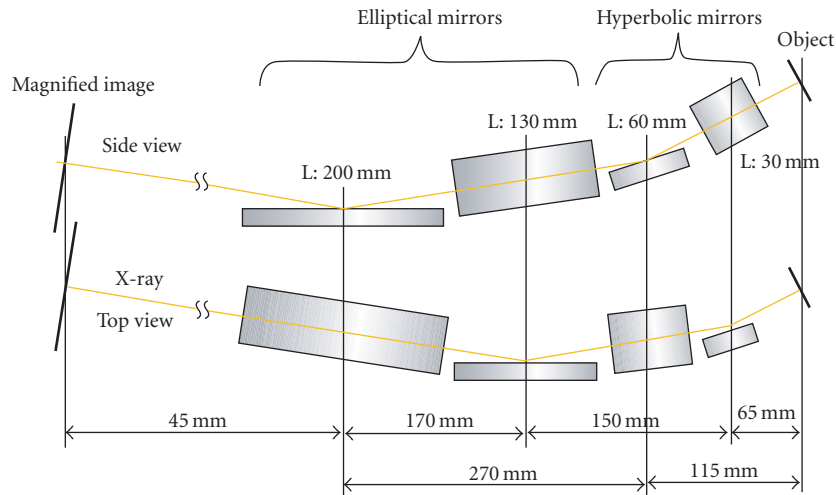 Elliptical mirrors
Hyperbolic mirrors
Object
Magnified image
Side view
L: 200 mm
L: 130 mm
L: 60 mm
L: 30 mm
X-ray
Top view
45 mm
170 mm
150 mm
65 mm
270 mm
115 mm